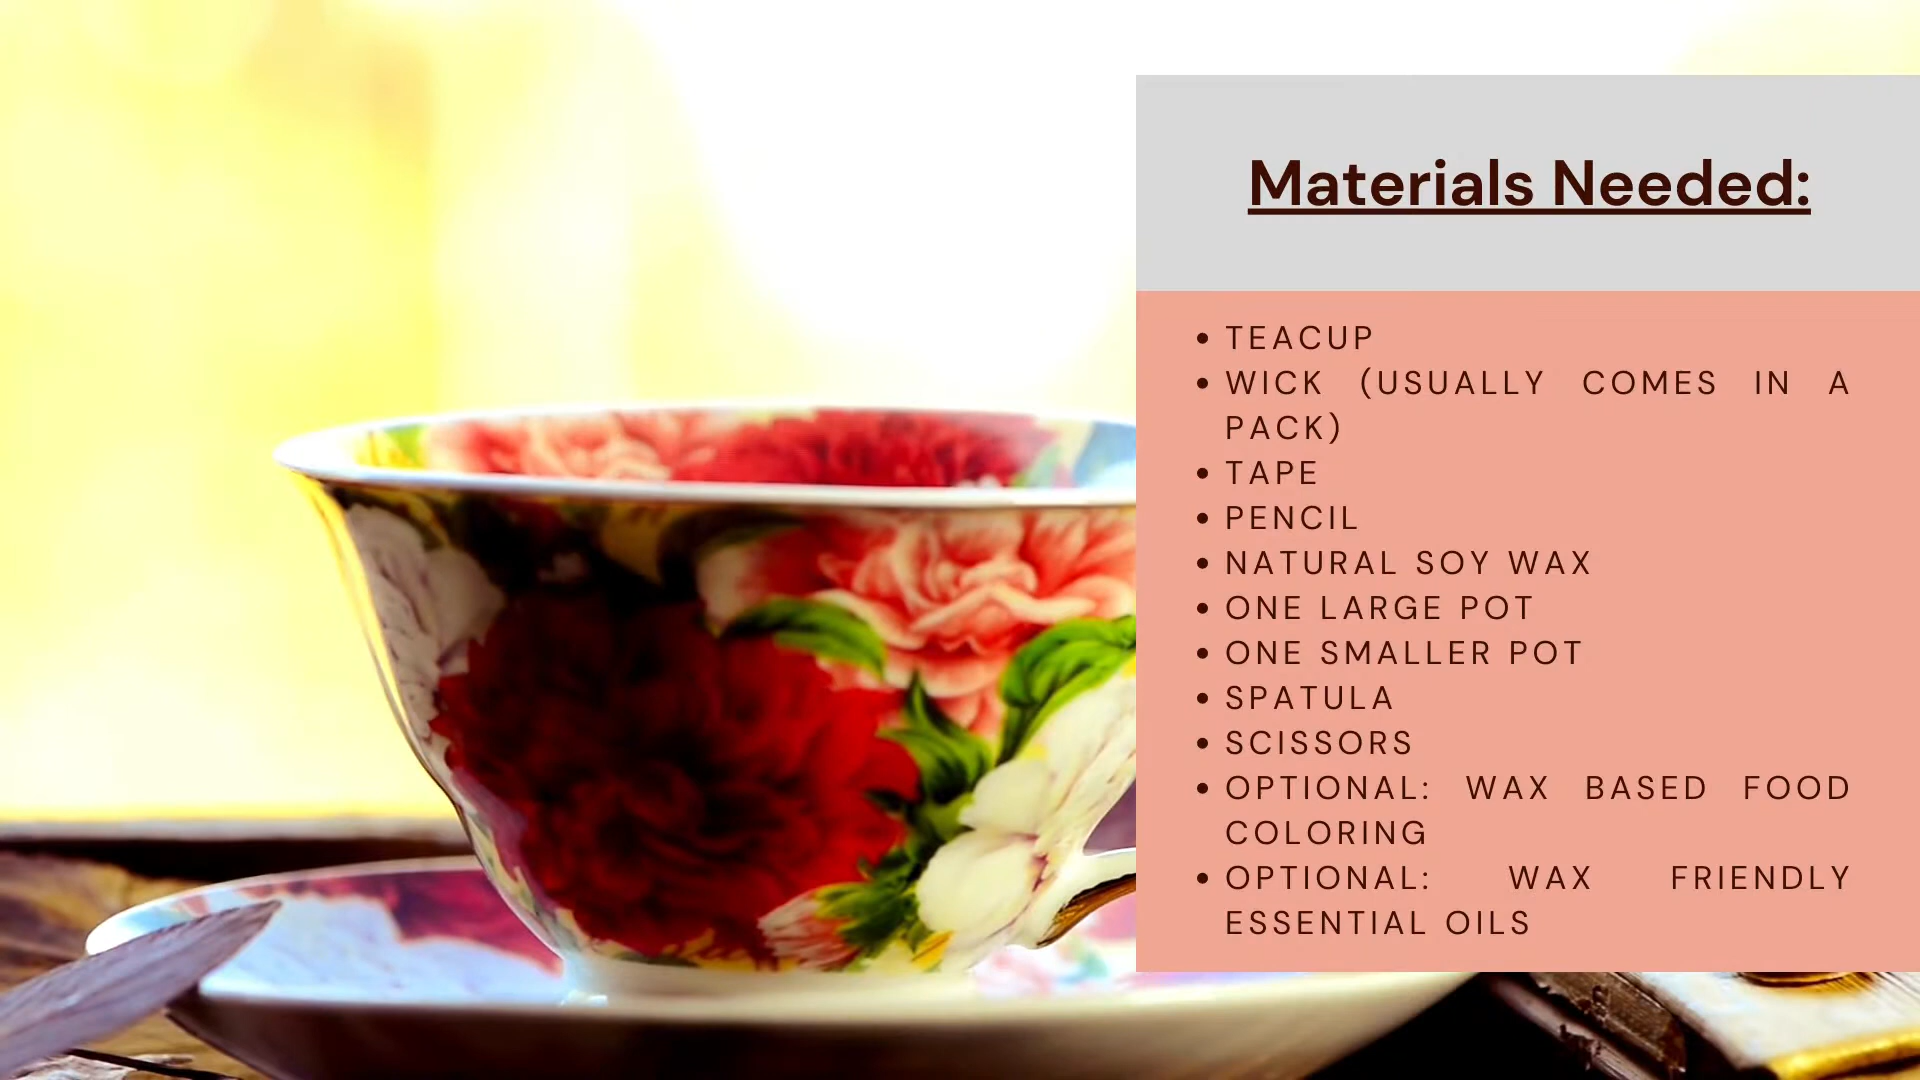 Materials Needed:
• TEACUP
• WICK (USUALLY COMES IN A
PACK)
• TAPE
• PENCIL
• NATURAL SOY WAX
• ONE LARGE POT
• ONE SMALLER POT
• SPATULA
• SCISSORS
• OPTIONAL: WAX BASED FOOD
COLORING
• OPTIONAL: WAX FRIENDLY
ESSENTIAL OILS